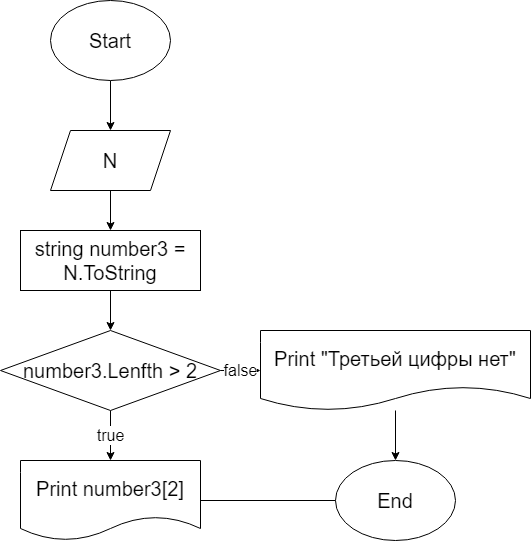 Start
N
string number3 =
N.ToString
number3.Lenfth > 2
false
Print "Третьей цифры нет"
true
Print number3[2]
End